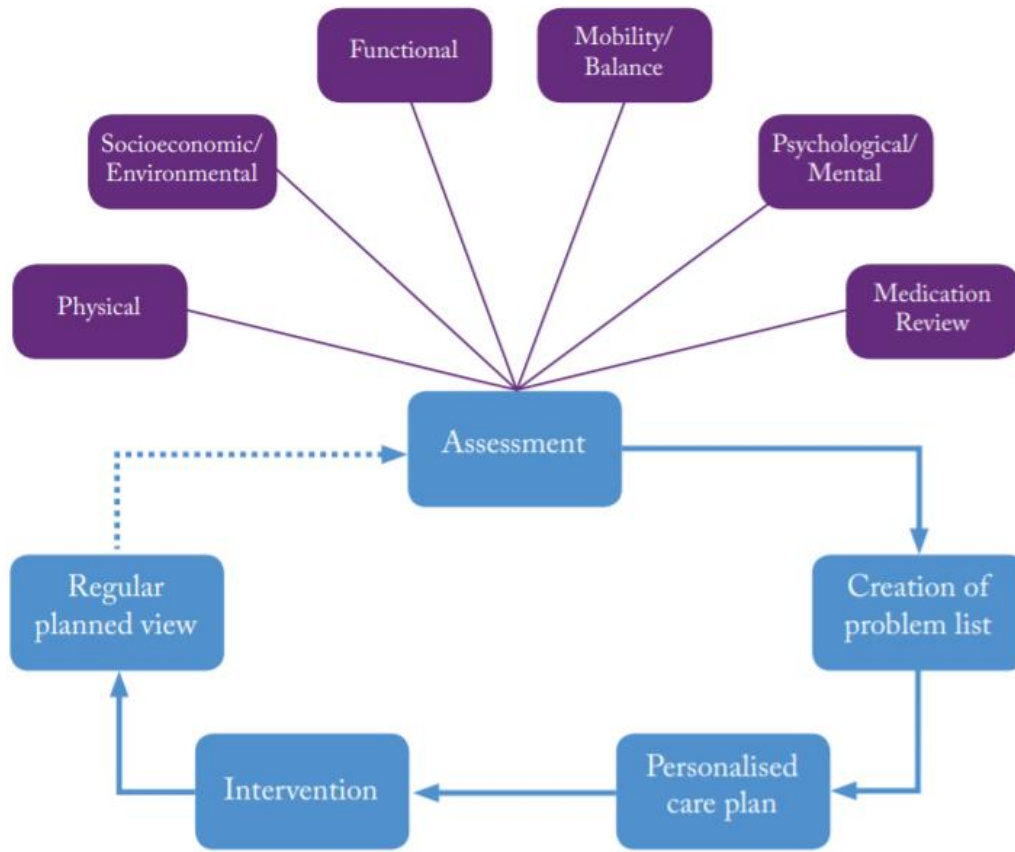 Functional
Mobility/
Balance
Socioeconomic/
Environmental
Psychological/
Mental
Physical
Medication
Review
Assessment
Regular
planned view
Creation of
problem list
Intervention
Personalised
care plan